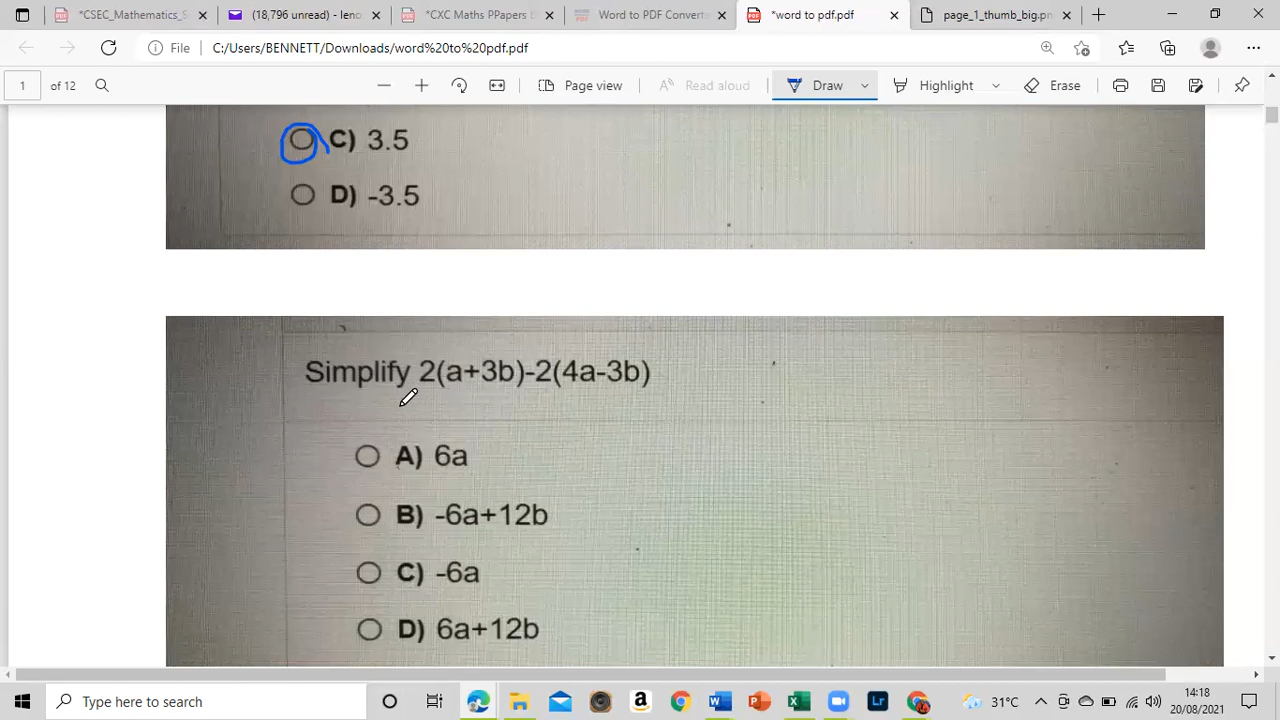 *CSEC_Mathematics_S
(18,796 unread) - lenc
*CXC Maths PPapers t
Word to PDF Converte
*word to pdf.pdf
page_1_thumb_big.pn
File C:/Users/BENNETT/Downloads/word%20to%20pdf.pdf
1 of 12 Page view Read aloud Draw Highlight Erase
C) 3.5
D) -3.5
Simplify 2(a+3b)-2(4a-3b)
A) 6a
B) -6a+12b
C) -6a
D) 6a+12b
Type here to search
31°C
14:18
20/08/2021